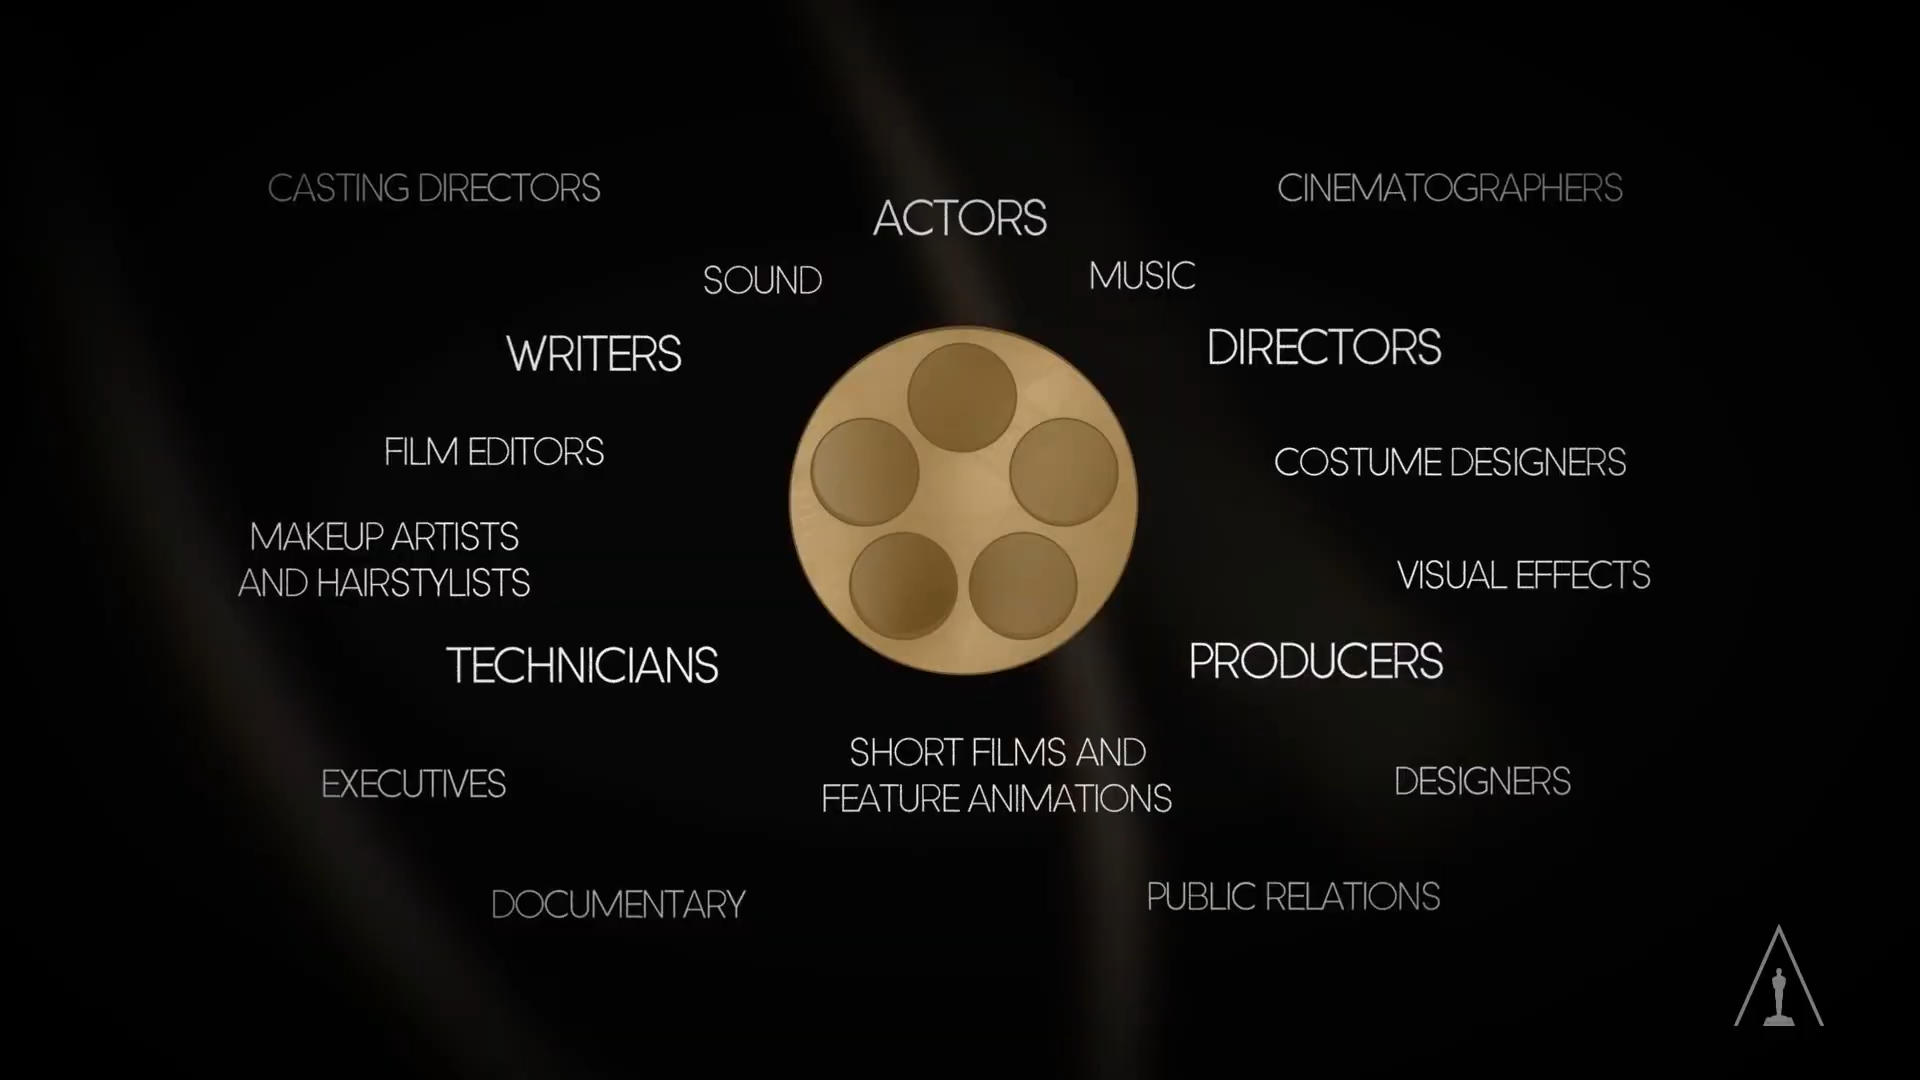 CASTING DIRECTORS
CINEMATOGRAPHERS
ACTORS
SOUND
MUSIC
WRITERS
DIRECTORS
FILM EDITORS
COSTUME DESIGNERS
MAKEUP ARTISTS
AND HAIRSTYLISTS
VISUAL EFFECTS
TECHNICIANS
PRODUCERS
SHORT FILMS AND
FEATURE ANIMATIONS
EXECUTIVES
DESIGNERS
DOCUMENTARY
PUBLIC RELATIONS